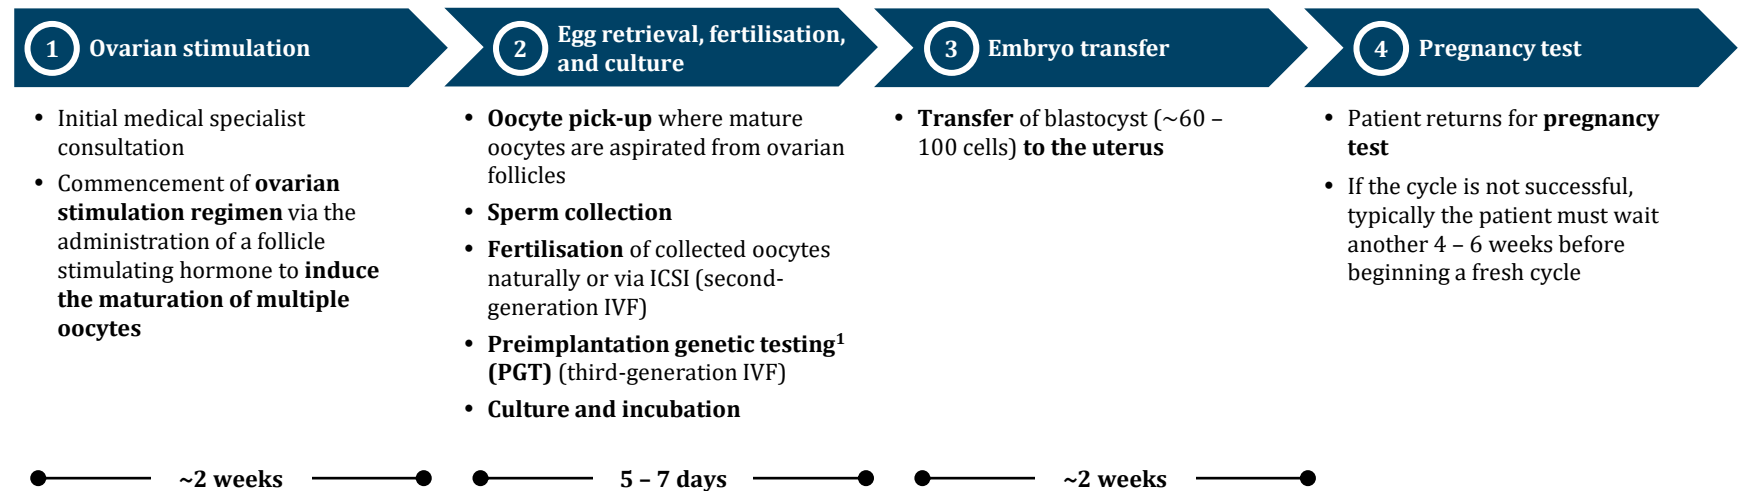 1 Ovarian stimulation
• Initial medical specialist
consultation
• Commencement of ovarian
stimulation regimen via the
administration of a follicle
stimulating hormone to induce
the maturation of multiple
oocytes
~2 weeks
2 Egg retrieval, fertilisation,
and culture
• Oocyte pick-up where mature
oocytes are aspirated from ovarian
follicles
• Sperm collection
• Fertilisation of collected oocytes
naturally or via ICSI (second-
generation IVF)
• Preimplantation genetic testing¹
(PGT) (third-generation IVF)
• Culture and incubation
5 – 7 days
3 Embryo transfer
• Transfer of blastocyst (~60 –
100 cells) to the uterus
~2 weeks
4 Pregnancy test
• Patient returns for pregnancy
test
• If the cycle is not successful,
typically the patient must wait
another 4 – 6 weeks before
beginning a fresh cycle